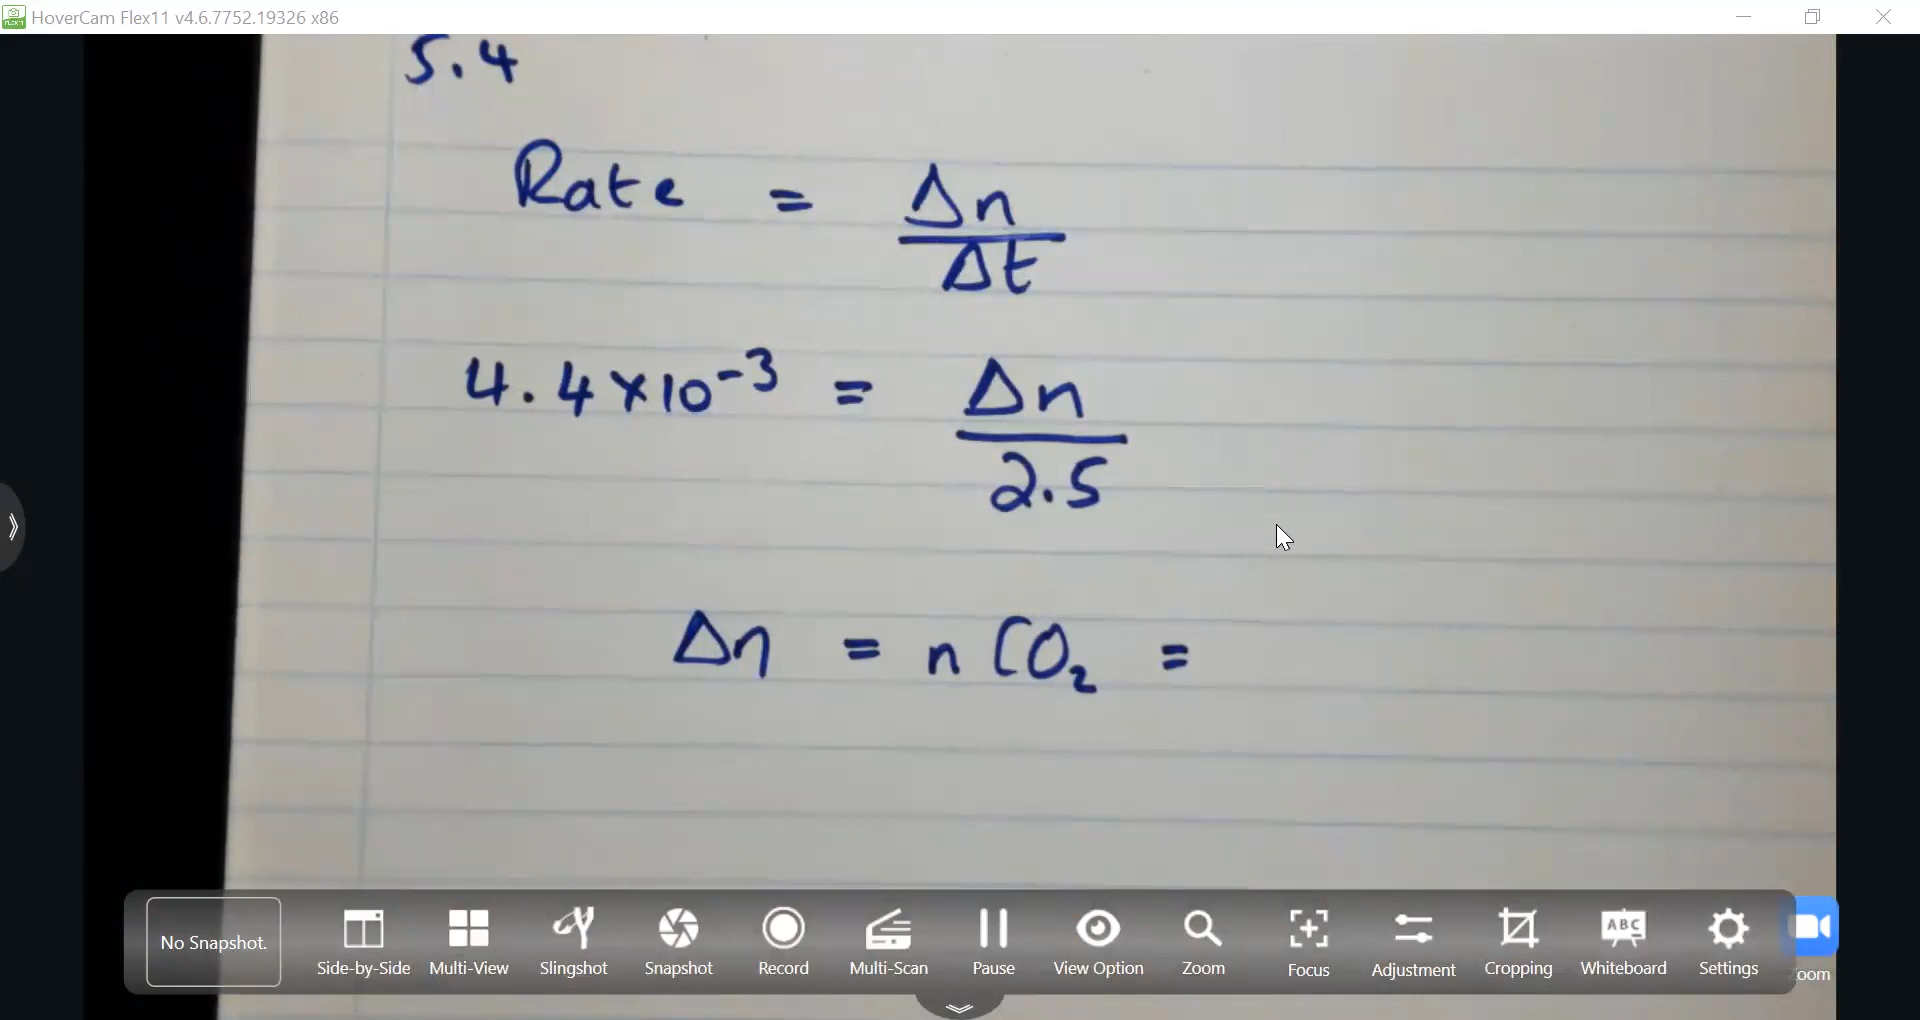 HoverCam Flex11 v4.6.7752.19326 x86
5.4
Rate = Δn
Δt
4.4×10⁻³ = Δn
2.5
Δn = n CO₂ =
No Snapshot.
Side-by-Side Multi-View Slingshot Snapshot Record Multi-Scan Pause View Option Zoom Focus Adjustment Cropping ABC Whiteboard Settings oom